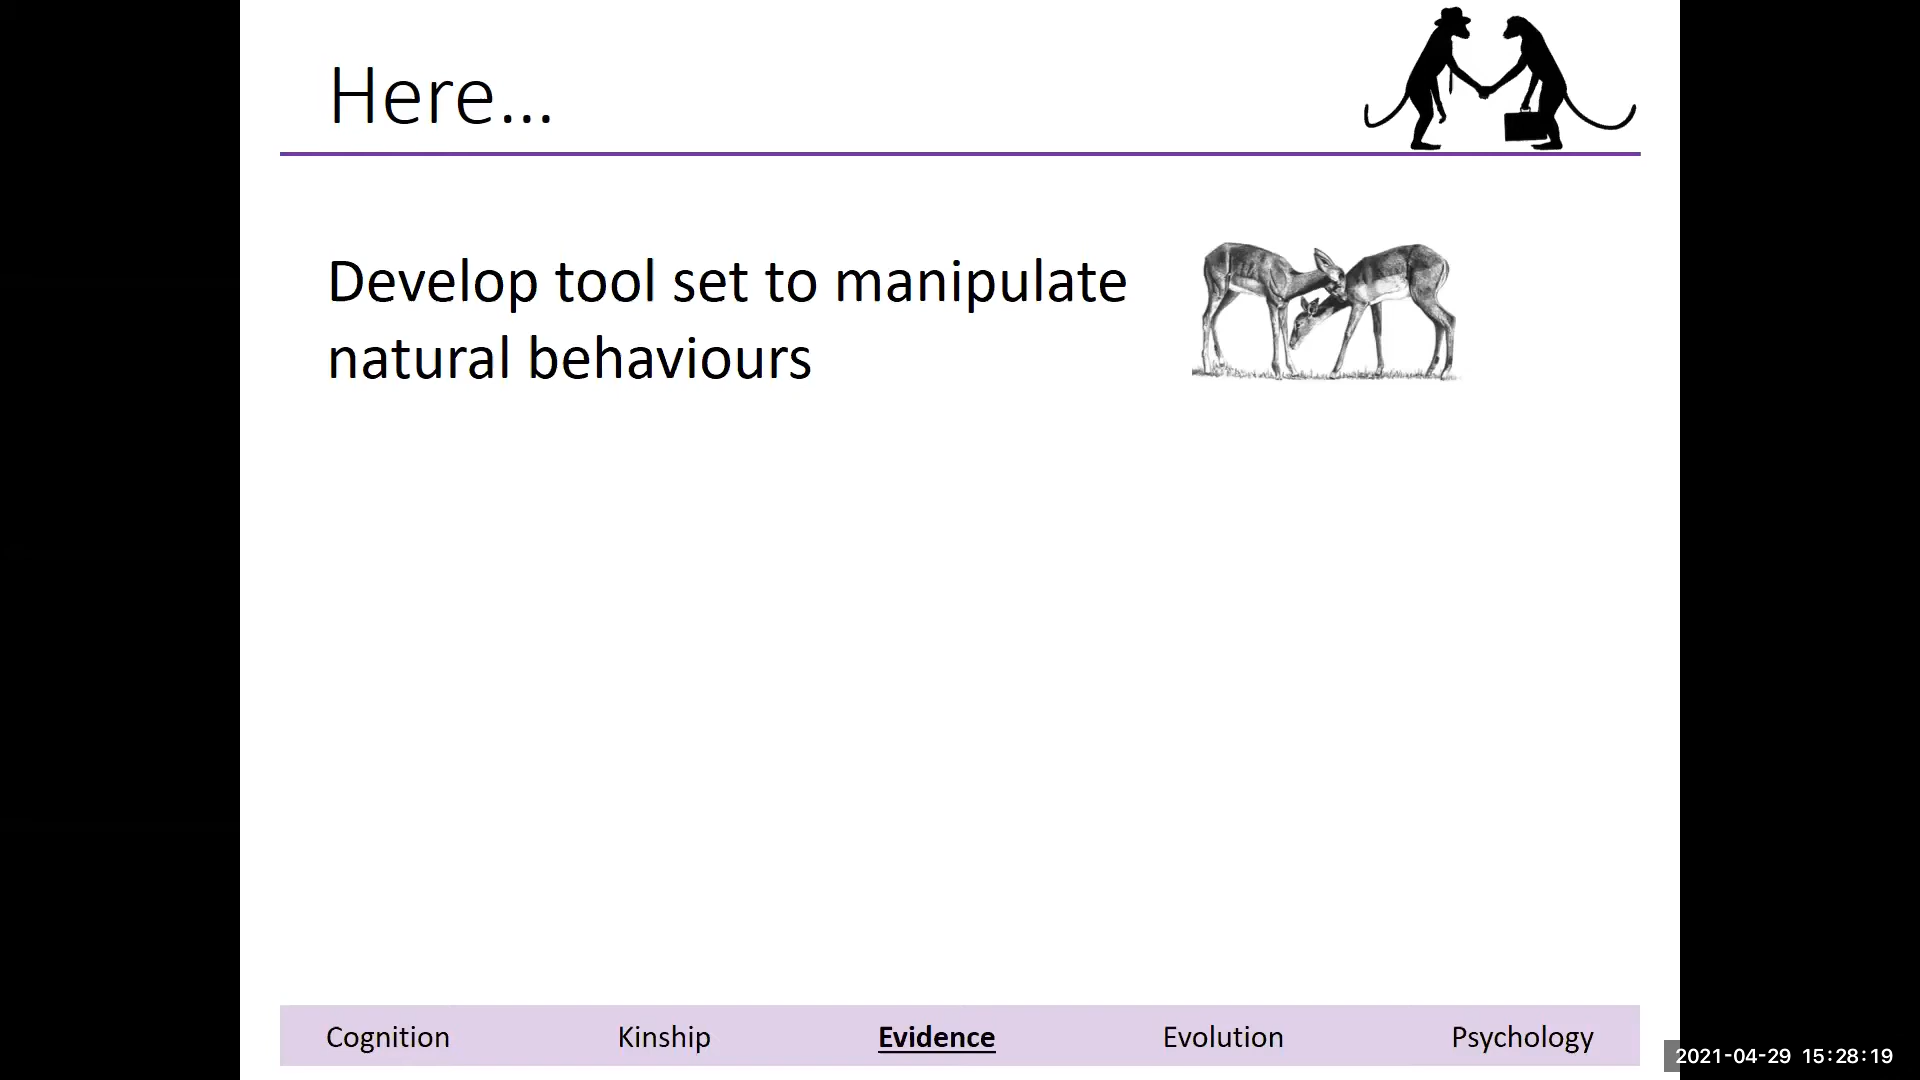 Here...
Develop tool set to manipulate
natural behaviours
Cognition Kinship Evidence Evolution Psychology
2021-04-29 15:28:19